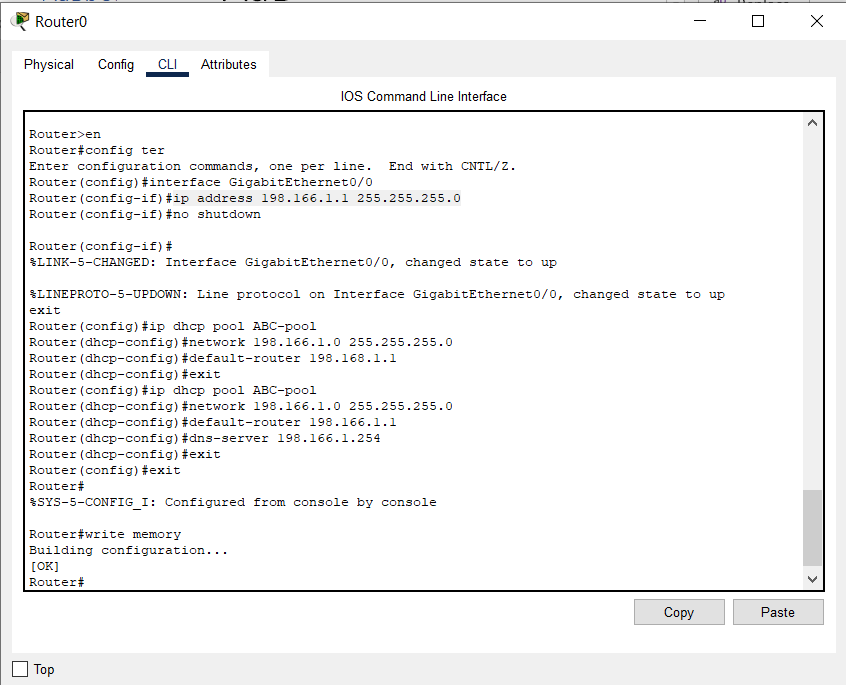 Router0
Physical Config CLI Attributes
IOS Command Line Interface
Router>en
Router#config ter
Enter configuration commands, one per line.  End with CNTL/Z.
Router(config)#interface GigabitEthernet0/0
Router(config-if)#ip address 198.166.1.1 255.255.255.0
Router(config-if)#no shutdown
Router(config-if)#
%LINK-5-CHANGED: Interface GigabitEthernet0/0, changed state to up
%LINEPROTO-5-UPDOWN: Line protocol on Interface GigabitEthernet0/0, changed state to up
exit
Router(config)#ip dhcp pool ABC-pool
Router(dhcp-config)#network 198.166.1.0 255.255.255.0
Router(dhcp-config)#default-router 198.168.1.1
Router(dhcp-config)#exit
Router(config)#ip dhcp pool ABC-pool
Router(dhcp-config)#network 198.166.1.0 255.255.255.0
Router(dhcp-config)#default-router 198.166.1.1
Router(dhcp-config)#dns-server 198.166.1.254
Router(dhcp-config)#exit
Router(config)#exit
Router#
%SYS-5-CONFIG_I: Configured from console by console
Router#write memory
Building configuration...
[OK]
Router#
Copy Paste
Top